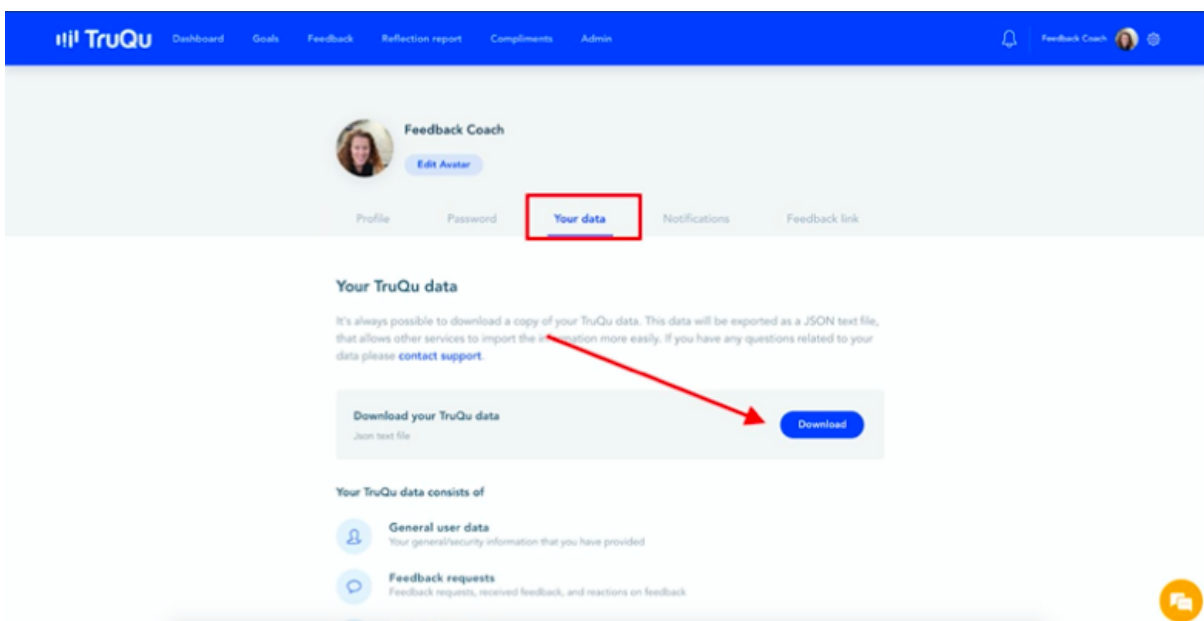 TruQu Dashboard Goals Feedback Reflection report Compliments Admin Feedback Coach
Feedback Coach
Edit Avatar
Profile Password Your data Notifications Feedback link
Your TruQu data
It's always possible to download a copy of your TruQu data. This data will be exported as a JSON text file,
that allows other services to import the information more easily. If you have any questions related to your
data please contact support.
Download your TruQu data
Json text file
Download
Your TruQu data consists of
General user data
Your general/security information that you have provided
Feedback requests
Feedback requests, received feedback, and reactions on feedback